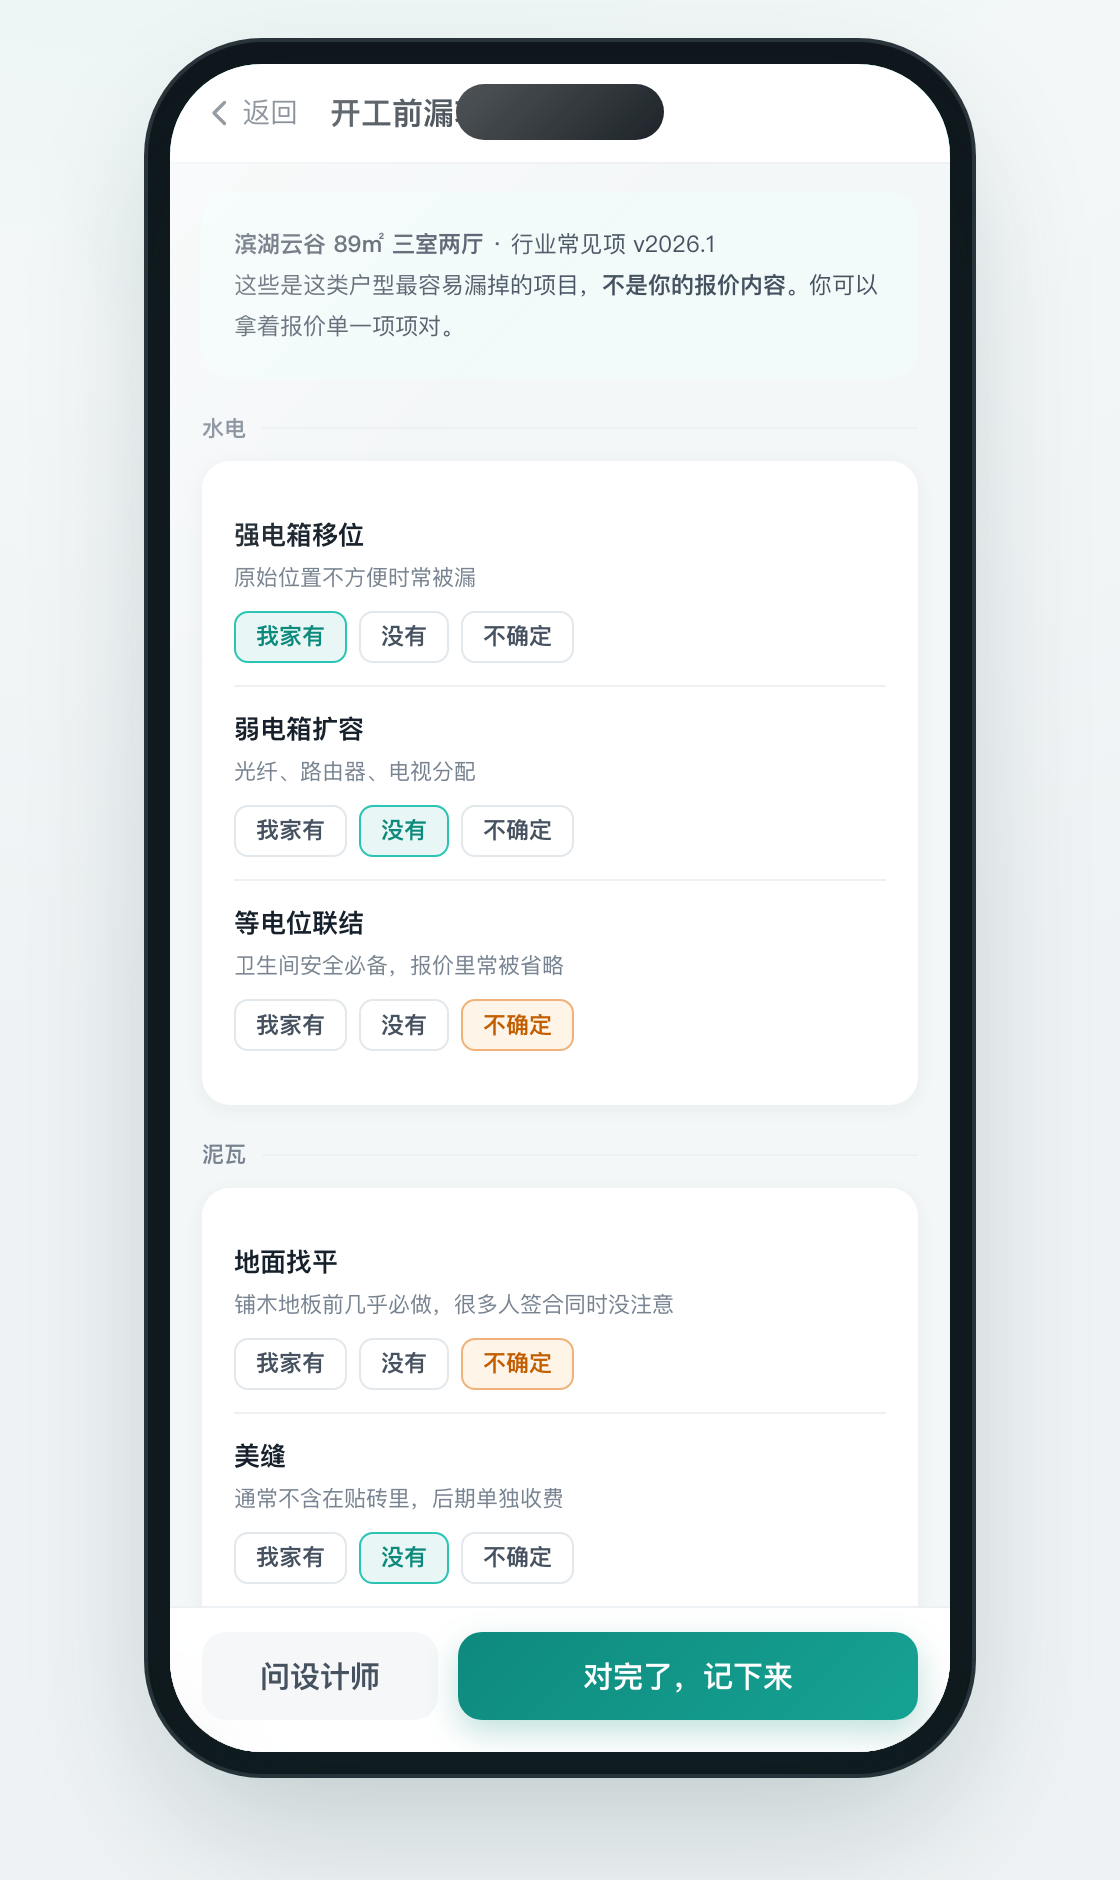 返回 开工前漏
滨湖云谷 89㎡ 三室两厅 · 行业常见项 v2026.1
这些是这类户型最容易漏掉的项目，不是你的报价内容。你可以
拿着报价单一项项对。
水电
强电箱移位
原始位置不方便时常被漏
我家有 没有 不确定
弱电箱扩容
光纤、路由器、电视分配
我家有 没有 不确定
等电位联结
卫生间安全必备，报价里常被省略
我家有 没有 不确定
泥瓦
地面找平
铺木地板前几乎必做，很多人签合同时没注意
我家有 没有 不确定
美缝
通常不含在贴砖里，后期单独收费
我家有 没有 不确定
问设计师 对完了，记下来